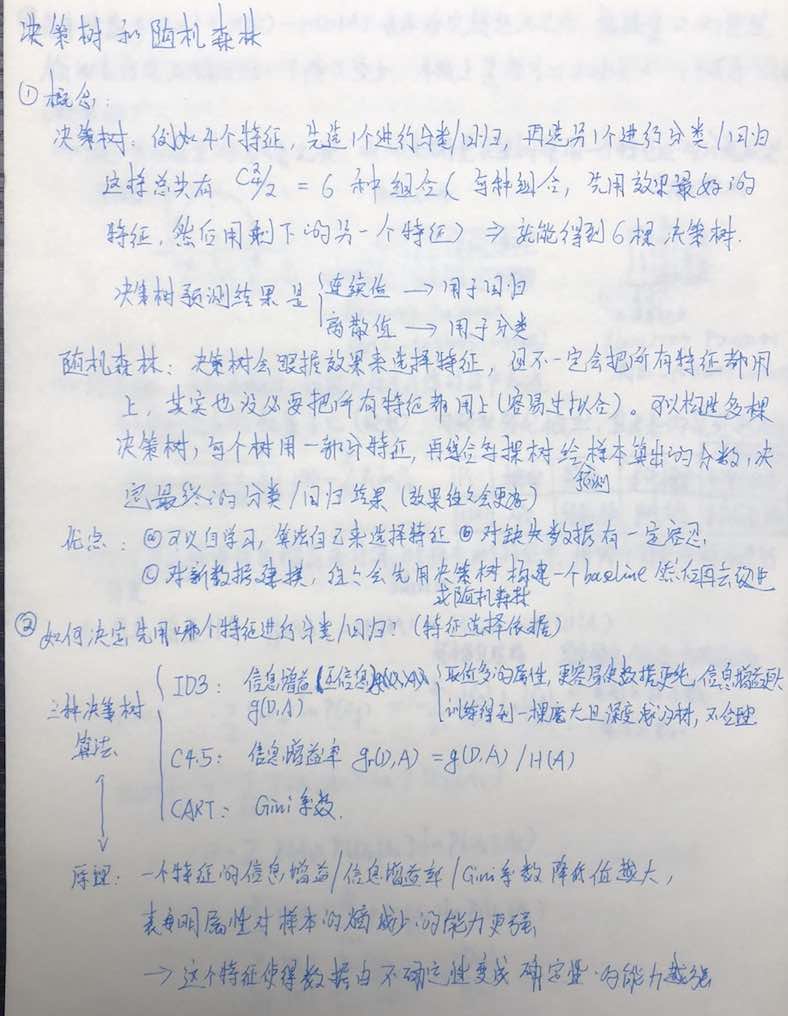 决策树和随机森林
① 概念:
决策树: 例如4个特征, 先选1个进行分类/回归, 再选另1个进行分类/回归
这样总共有 C²₄/2 = 6 种组合( 每种组合, 先用效果最好的
特征, 然后用剩下的另一个特征) ⇒ 就能得到6棵决策树.
决策树预测结果是 { 连续值 → 用于回归
离散值 → 用于分类
随机森林: 决策树会跟据效果来选择特征, 但不一定会把所有特征都用
上, 其实也没必要把所有特征都用上(容易过拟合)。可以构造多棵
决策树, 每个树用一部分特征, 再综合每棵树给样本算出的分数, 决
预测
定最终的分类/回归结果 (效果往往会更好)
优点: ⓐ 可以自学习, 算法自己来选择特征 ⓑ 对缺失数据有一定容忍
ⓒ 对新数据建模, 往往会先用决策树构建一个baseline 然后再去改进
或随机森林
② 如何决定先用哪个特征进行分类/回归? (特征选择依据)
三种决策树
算法
ID3: 信息增益(互信息) { 取值多的属性, 更容易使数据更纯, 信息增益更大
g(D,A) 训练得到一棵庞大且深度浅的树, 不合理
C4.5: 信息增益率 gᵣ(D,A) = g(D,A) / H(A)
CART: Gini系数.
原理: 一个特征的信息增益/信息增益率/Gini系数降低值越大,
表明属性对样本的熵减少的能力更强
→ 这个特征使得数据由不确定性变成确定性的能力越强